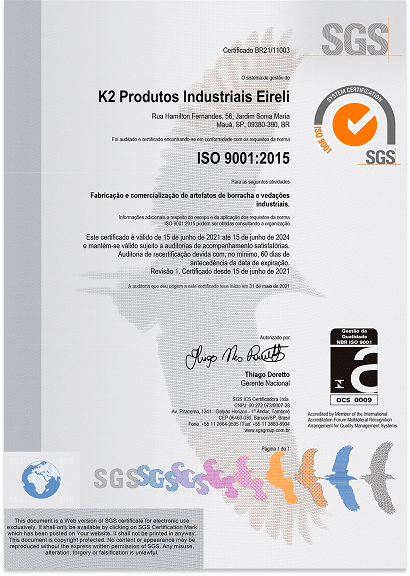 SGS
Certificado BR21/11003
O sistema de gestão de
K2 Produtos Industriais Eireli
Rua Hamilton Fernandes, 56, Jardim Sonia Maria
Mauá, SP, 09380-390, BR
Foi auditado e certificado encontrando-se em conformidade com os requisitos da norma
ISO 9001:2015
Para as seguintes atividades
Fabricação e comercialização de artefatos de borracha e vedações
industriais.
Informações adicionais a respeito do escopo e da aplicação dos requisitos da norma
ISO 9001:2015 podem ser obtidas consultando a organização
Este certificado é válido de 15 de junho de 2021 até 15 de junho de 2024
e mantém-se válido sujeito a auditorias de acompanhamento satisfatórias.
Auditoria de recertificação devida com, no mínimo, 60 dias de
antecedência da data de expiração.
Revisão 1. Certificado desde 15 de junho de 2021
A auditoria que deu origem a este certificado teve início em 31 de maio de 2021
SYSTEM CERTIFICATION
ISO 9001
SGS
Autorizado por
Thiago Doretto
Gerente Nacional
SGS ICS Certificadora Ltda.
CNPJ: 00.272.073/0007-28
Av. Piracema, 1341 - Galpão Horizon - 1º Andar, Tamboré
CEP 06460-030, Barueri/SP, Brasil
Fone: +55 11 2664-9595 / Fax. +55 11 3883-8904
www.sgsgroup.com.br
Página 1 de 1
Gestão da
Qualidade
NBR ISO 9001
OCS 0009
Accredited by Member of the International
Accreditation Forum Multilateral Recognition
Arrangement for Quality Management Systems
SGS SGS SGS
This document is a Web version of SGS certificate for electronic use
exclusively. It shall only be available by clicking on SGS Certification Mark
which has been posted on Your website. It shall not be printed in anyway.
This document is copyright protected. No content or appearance may be
reproduced without the express written permission of SGS. Any misuse,
alteration, forgery or falsification is unlawful.